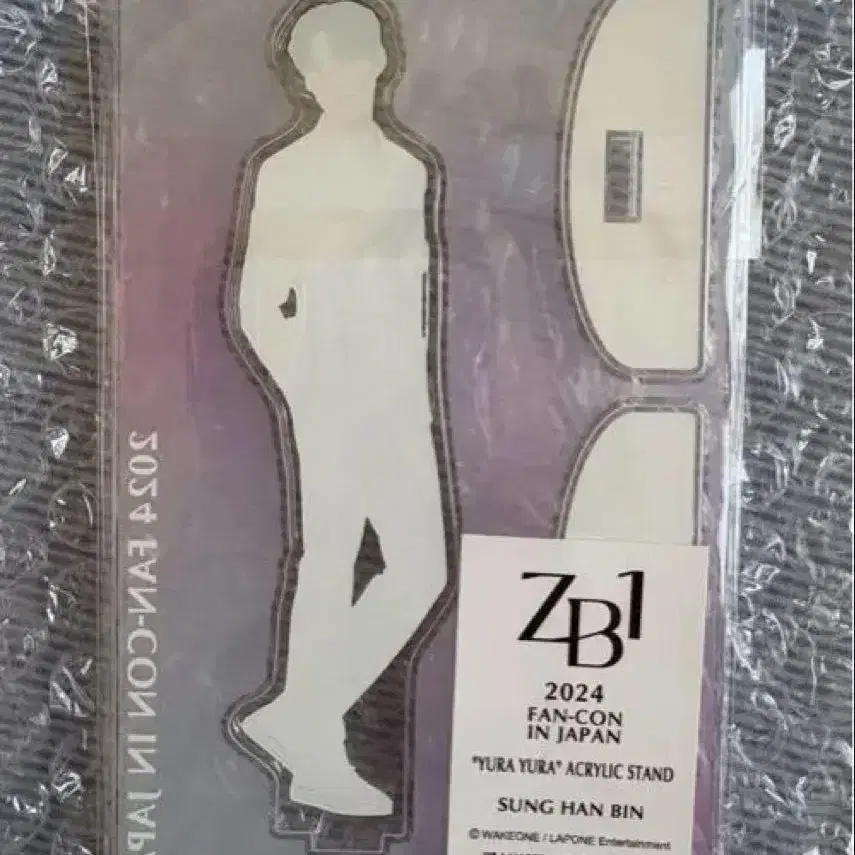 2024 FAN-CON IN JAPA
ZB1
2024
FAN-CON
IN JAPAN
"YURA YURA" ACRYLIC STAND
SUNG HAN BIN
© WAKEONE / LAPONE Entertainment